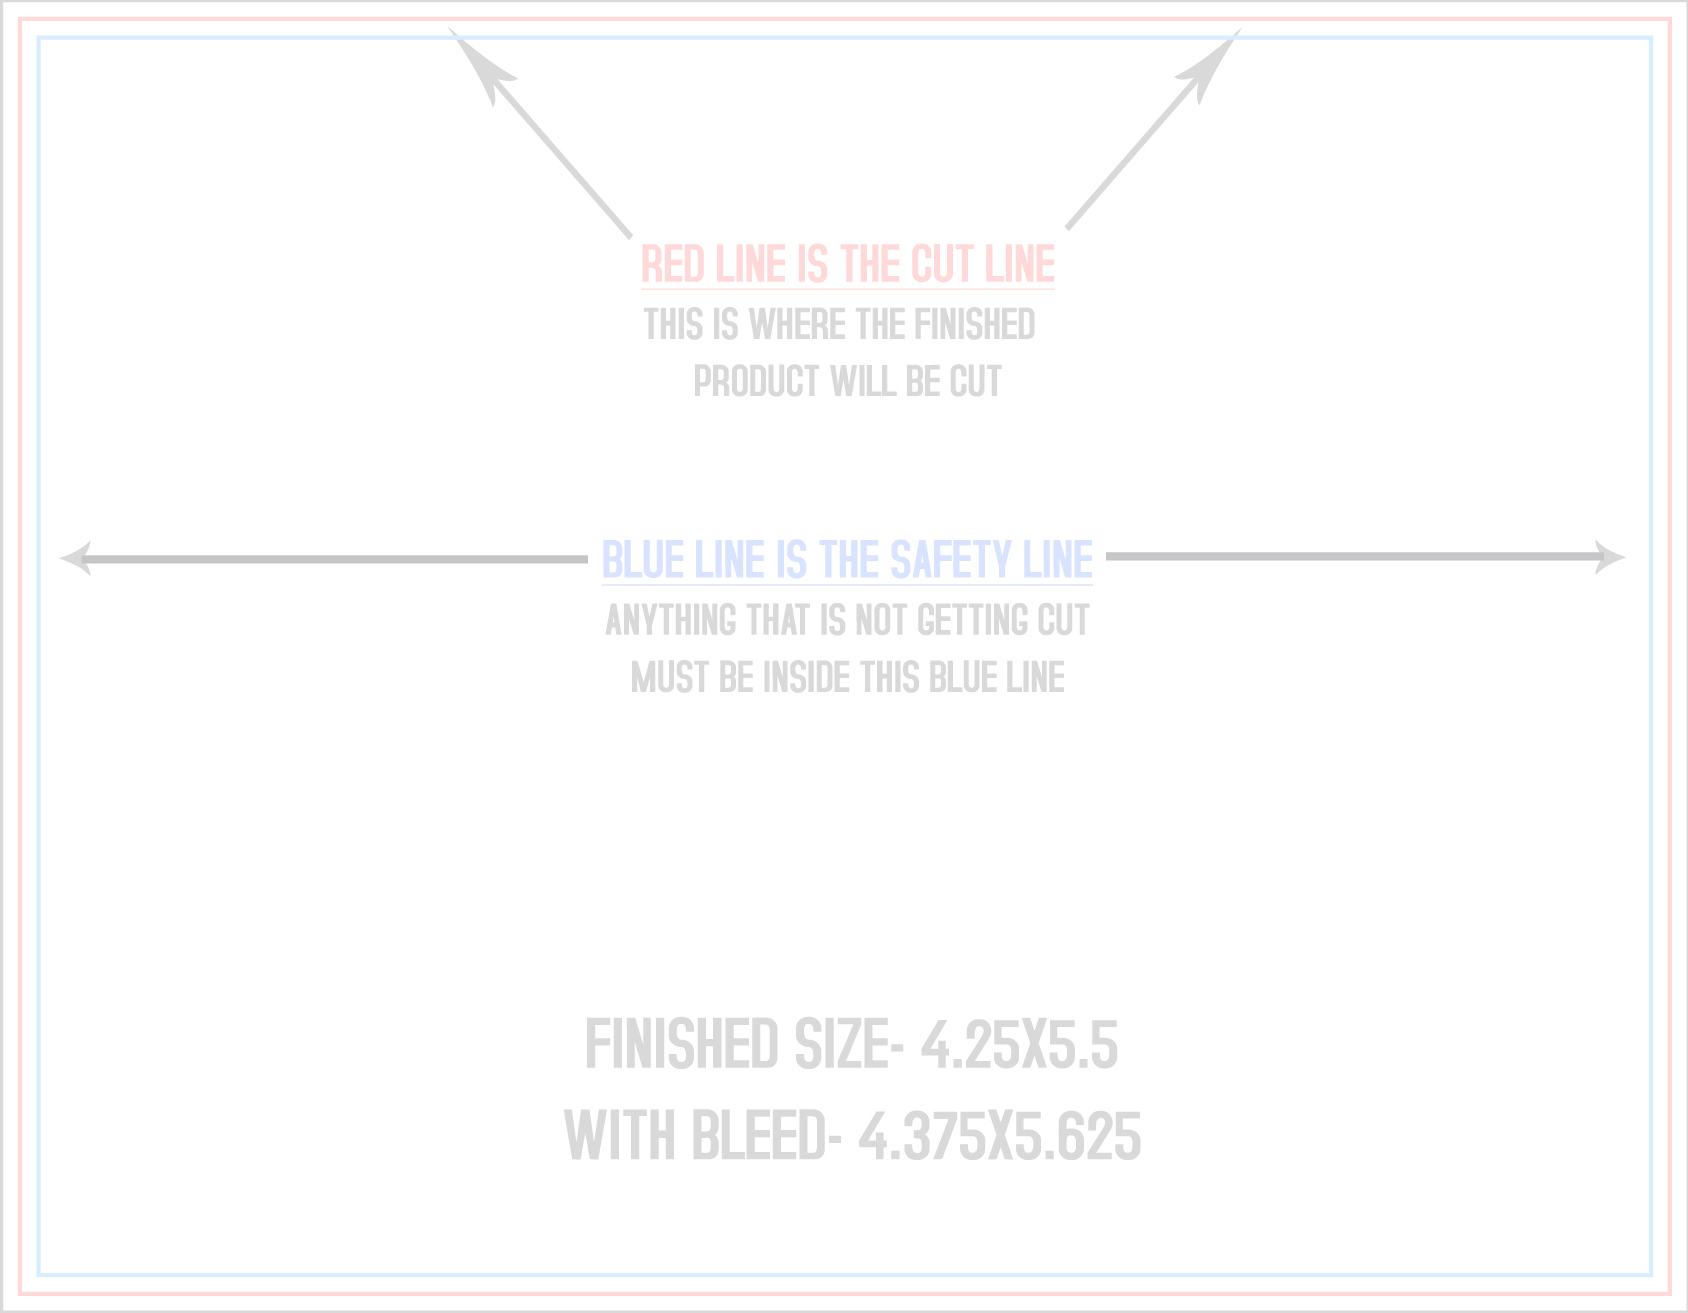 RED LINE IS THE CUT LINE
THIS IS WHERE THE FINISHED
PRODUCT WILL BE CUT
BLUE LINE IS THE SAFETY LINE
ANYTHING THAT IS NOT GETTING CUT
MUST BE INSIDE THIS BLUE LINE
FINISHED SIZE- 4.25X5.5
WITH BLEED- 4.375X5.625